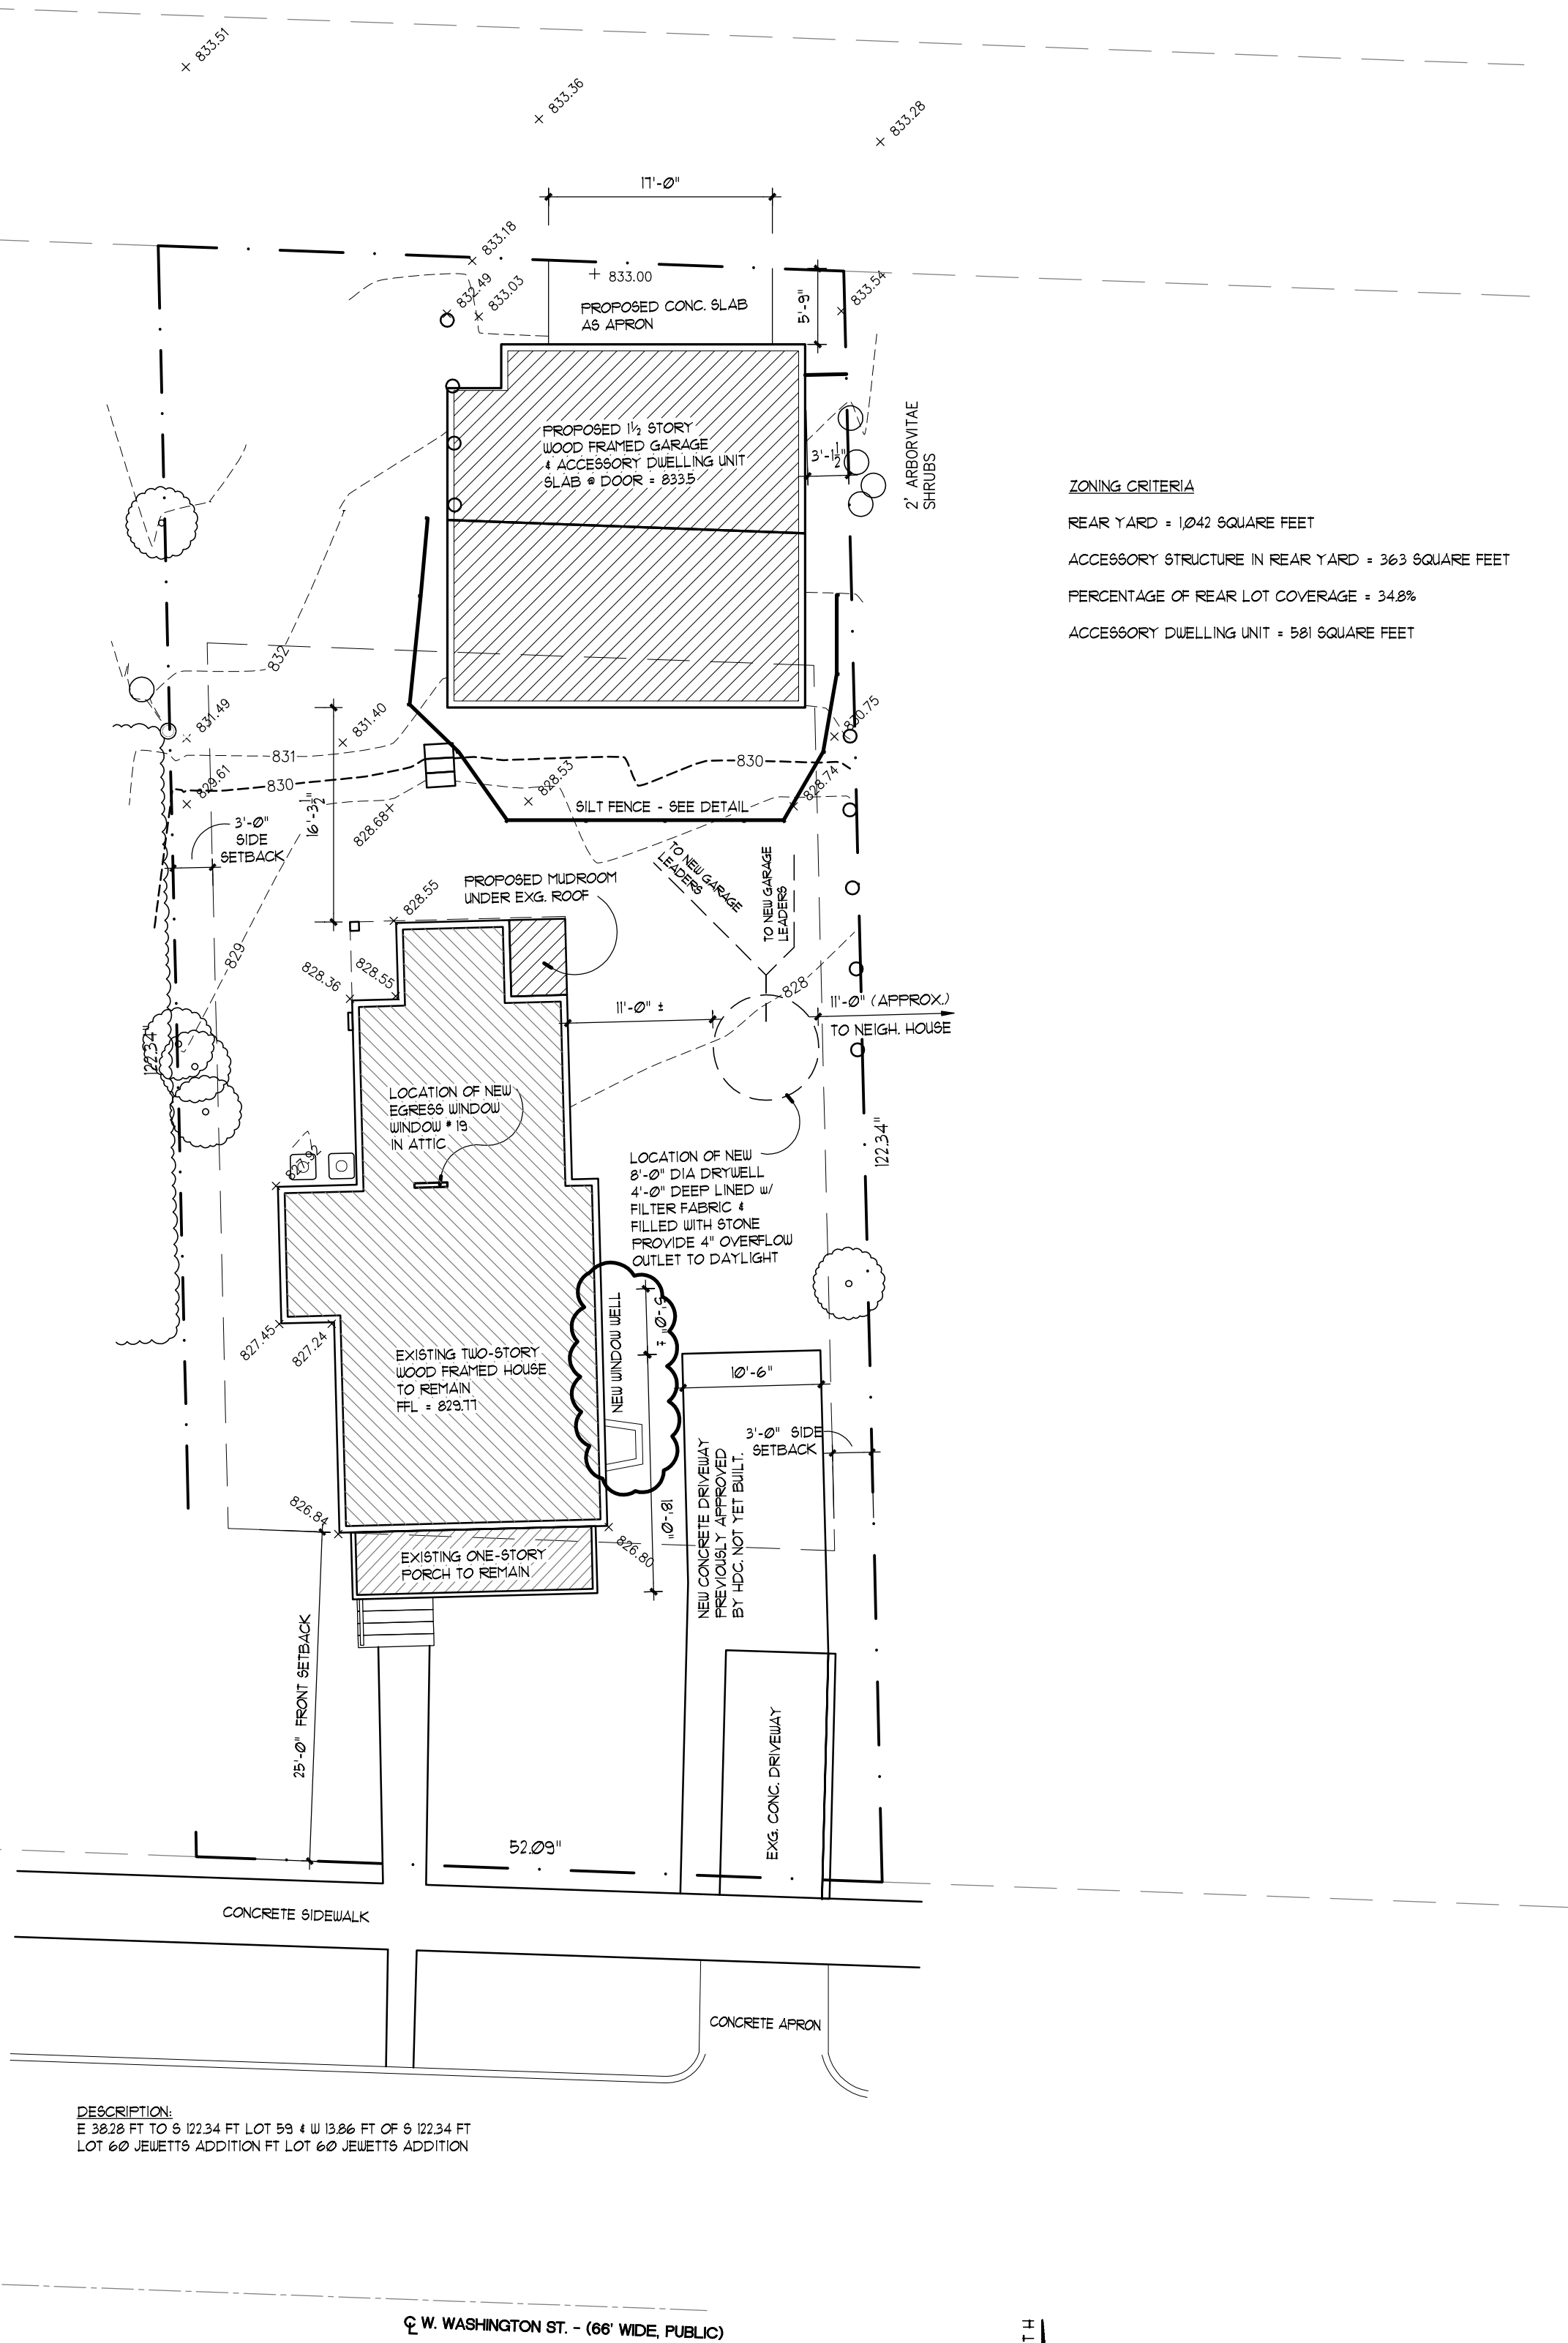 833.51
833.36
833.28
17'-0"
833.18
833.00
832.49
833.03
833.54
PROPOSED CONC. SLAB
AS APRON
5'-9"
PROPOSED 1½ STORY
WOOD FRAMED GARAGE
& ACCESSORY DWELLING UNIT
SLAB @ DOOR = 833.5
3'-1½"
2' ARBORVITAE
SHRUBS
ZONING CRITERIA
REAR YARD = 1,042 SQUARE FEET
ACCESSORY STRUCTURE IN REAR YARD = 363 SQUARE FEET
PERCENTAGE OF REAR LOT COVERAGE = 34.8%
ACCESSORY DWELLING UNIT = 581 SQUARE FEET
832
831.49
831.40
830.75
831
830
830
829.61
828.53
828.74
16'-3½"
828.68
SILT FENCE - SEE DETAIL
3'-0"
SIDE
SETBACK
TO NEW GARAGE
LEADERS
TO NEW GARAGE
LEADERS
PROPOSED MUDROOM
UNDER EXG. ROOF
828.55
829
828.36
828.55
828
11'-0" ±
11'-0" (APPROX.)
TO NEIGH. HOUSE
122.34"
LOCATION OF NEW
EGRESS WINDOW
WINDOW # 19
IN ATTIC
122.34"
827.92
LOCATION OF NEW
8'-0" DIA DRYWELL
4'-0" DEEP LINED w/
FILTER FABRIC &
FILLED WITH STONE
PROVIDE 4" OVERFLOW
OUTLET TO DAYLIGHT
NEW WINDOW WELL
5'-0" ±
827.45
827.24
EXISTING TWO-STORY
WOOD FRAMED HOUSE
TO REMAIN
FFL = 829.77
10'-6"
3'-0" SIDE
SETBACK
NEW CONCRETE DRIVEWAY
PREVIOUSLY APPROVED
BY HDC. NOT YET BUILT.
18'-0"
826.84
826.80
EXISTING ONE-STORY
PORCH TO REMAIN
25'-0" FRONT SETBACK
EXG. CONC. DRIVEWAY
52.09"
CONCRETE SIDEWALK
CONCRETE APRON
DESCRIPTION:
E 38.28 FT TO S 122.34 FT LOT 59 & W 13.86 FT OF S 122.34 FT
LOT 60 JEWETTS ADDITION FT LOT 60 JEWETTS ADDITION
℄ W. WASHINGTON ST. - (66' WIDE, PUBLIC)
TH